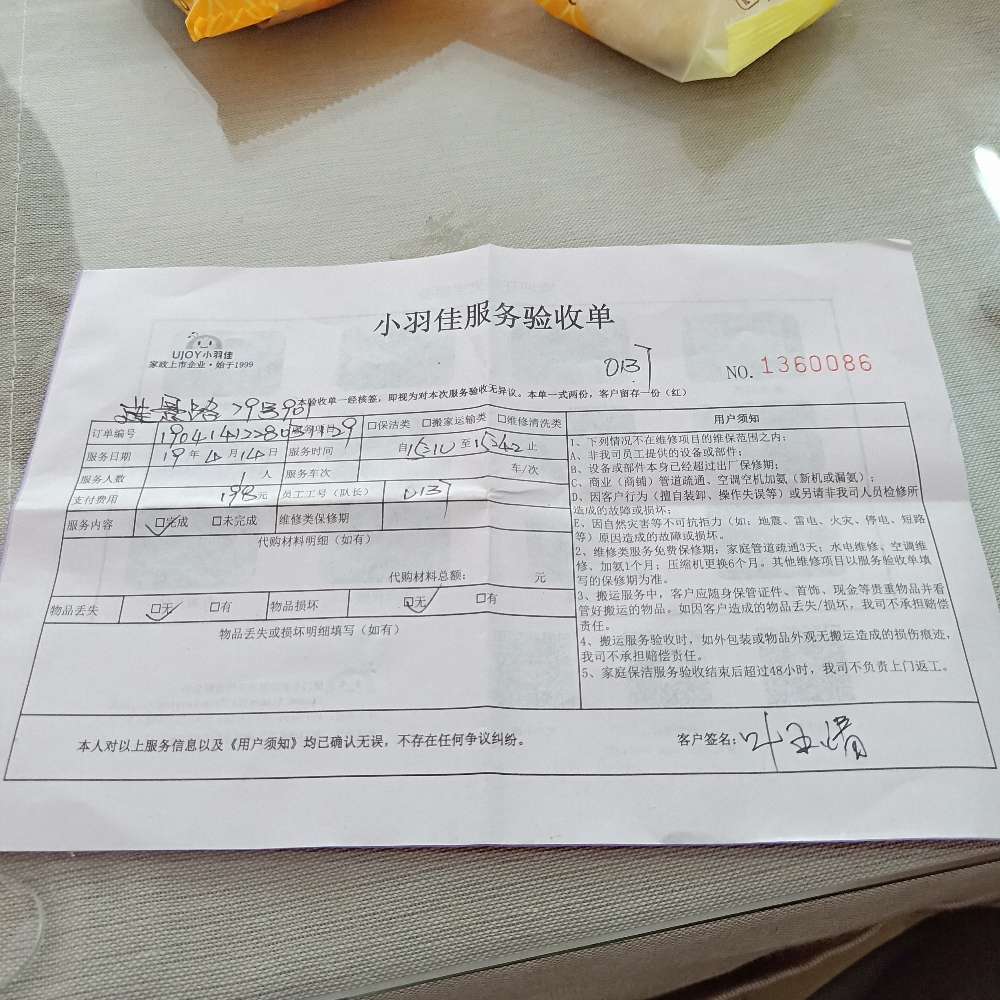 小羽佳服务验收单
UJOY小羽佳
家政上市企业·始于1999
NO.1360086
本验收单一经核签，即视为对本次服务验收无异议。本单一式两份，客户留存一份（红）
订单编号 服务项目 □保洁类 □搬家运输类 □维修清洗类
服务日期 19年4月14日 服务时间 自 至 止
服务人数 1人 服务车次 车/次
支付费用 198元 员工工号（队长）
服务内容 □完成 □未完成 维修类保修期
代购材料明细（如有）
代购材料总额： 元
物品丢失 □无 □有 物品损坏 □无 □有
物品丢失或损坏明细填写（如有）
用户须知
1、下列情况不在维修项目的维保范围之内：
A、非我司员工提供的设备或部件；
B、设备或部件本身已经超过出厂保修期；
C、商业（商铺）管道疏通、空调空机加氨（新机或漏氨）；
D、因客户行为（擅自装卸、操作失误等）或另请非我司人员检修所
造成的故障或损坏；
E、因自然灾害等不可抗拒力（如：地震、雷电、火灾、停电、短路
等）原因造成的故障或损坏。
2、维修类服务免费保修期：家庭管道疏通3天；水电维修、空调维
修、加氨1个月；压缩机更换6个月。其他维修项目以服务验收单填
写的保修期为准。
3、搬运服务中，客户应随身保管证件、首饰、现金等贵重物品并看
管好搬运的物品。如因客户造成的物品丢失/损坏，我司不承担赔偿
责任。
4、搬运服务验收时，如外包装或物品外观无搬运造成的损伤痕迹，
我司不承担赔偿责任。
5、家庭保洁服务验收结束后超过48小时，我司不负责上门返工。
本人对以上服务信息以及《用户须知》均已确认无误，不存在任何争议纠纷。
客户签名：